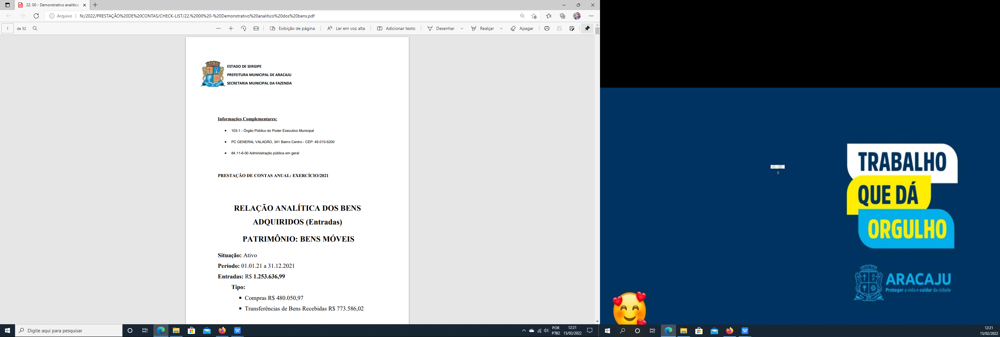 22. 00 - Demonstrativo analítico
Arquivo
N:/2022/PRESTAÇÃO%20DE%20CONTAS/CHECK-LIST/22.%2000%20-%20Demonstrativo%20analítico%20dos%20bens.pdf
1 de 52
Exibição de página
Ler em voz alta
Adicionar texto
Desenhar
Realçar
Apagar
ESTADO DE SERGIPE
PREFEITURA MUNICIPAL DE ARACAJU
SECRETARIA MUNICIPAL DA FAZENDA
Informações Complementares:
• 103-1 - Órgão Público do Poder Executivo Municipal
• PC GENERAL VALADÃO, 341 Bairro Centro - CEP: 49.010-5200
• 84.11-6-00 Administração pública em geral
PRESTAÇÃO DE CONTAS ANUAL: EXERCÍCIO/2021
RELAÇÃO ANALÍTICA DOS BENS
ADQUIRIDOS (Entradas)
PATRIMÔNIO: BENS MÓVEIS
Situação: Ativo
Período: 01.01.21 a 31.12.2021
Entradas: R$ 1.253.636,99
Tipo:
▪ Compras R$ 480.050,97
▪ Transferências de Bens Recebidas R$ 773.586,02
Digite aqui para pesquisar
POR
PTB2
12:21
15/02/2022
0
TRABALHO
QUE DÁ
ORGULHO
ARACAJU
Proteger a vida e cuidar da cidade
12:21
15/02/2022